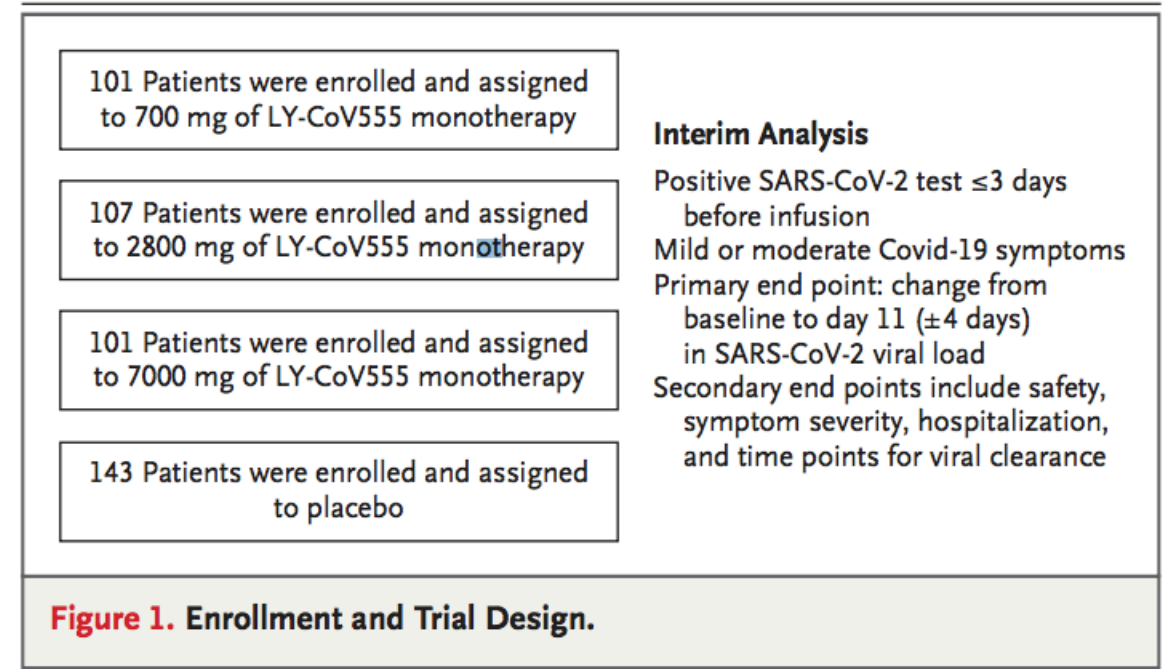 101 Patients were enrolled and assigned
to 700 mg of LY-CoV555 monotherapy
107 Patients were enrolled and assigned
to 2800 mg of LY-CoV555 monotherapy
101 Patients were enrolled and assigned
to 7000 mg of LY-CoV555 monotherapy
143 Patients were enrolled and assigned
to placebo
Interim Analysis
Positive SARS-CoV-2 test ≤3 days
before infusion
Mild or moderate Covid-19 symptoms
Primary end point: change from
baseline to day 11 (±4 days)
in SARS-CoV-2 viral load
Secondary end points include safety,
symptom severity, hospitalization,
and time points for viral clearance
Figure 1. Enrollment and Trial Design.